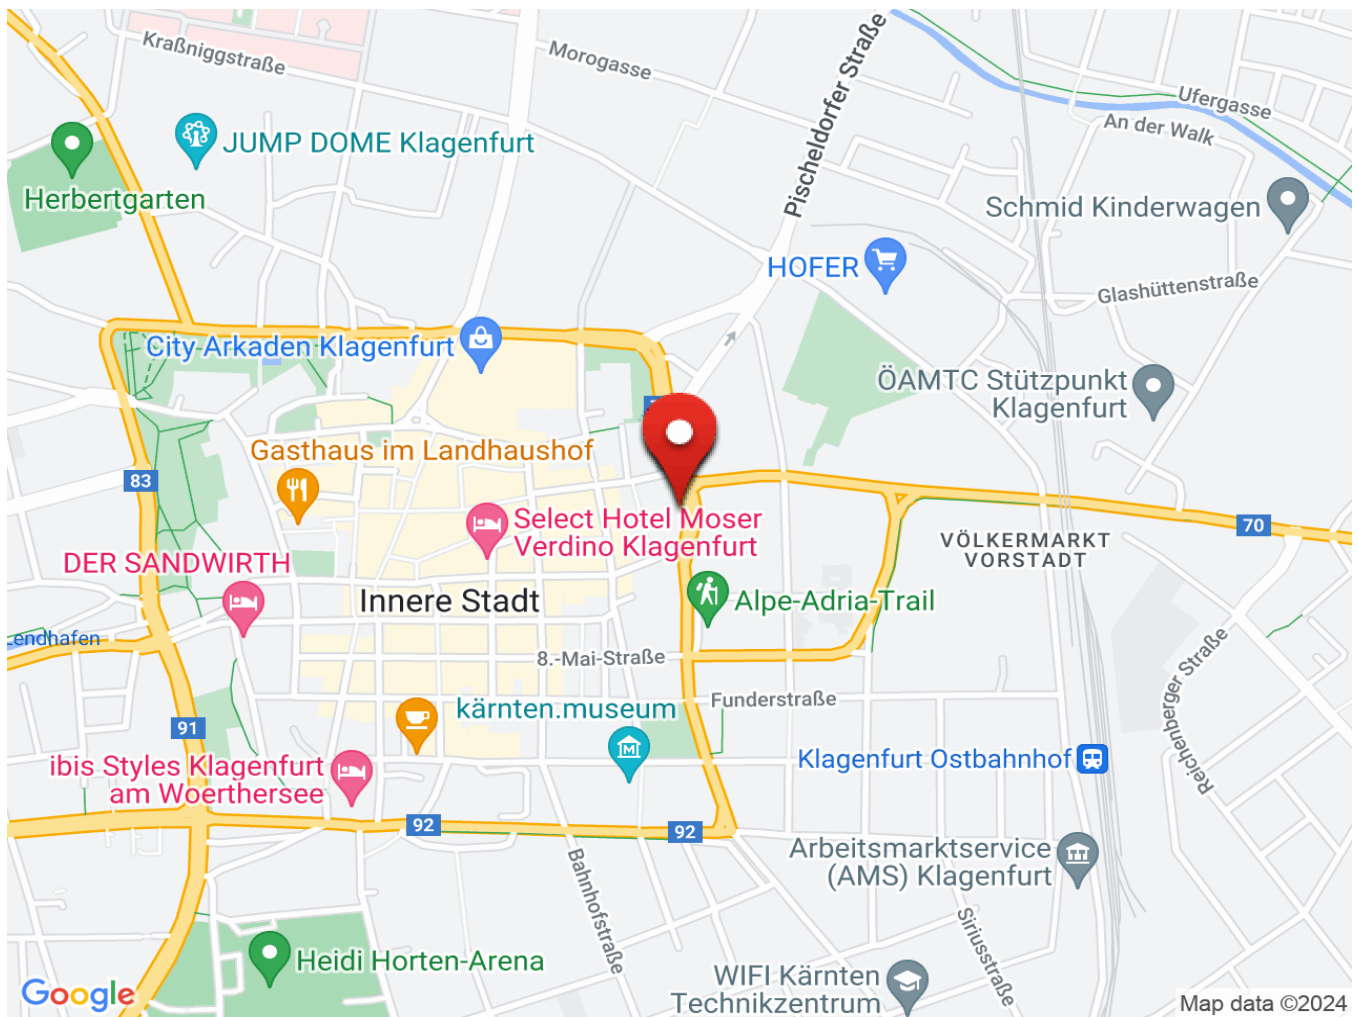 Kraßniggstraße
Morogasse
Pischeldorfer Straße
Ufergasse
An der Walk
JUMP DOME Klagenfurt
Herbertgarten
Schmid Kinderwagen
HOFER
Glashüttenstraße
City Arkaden Klagenfurt
ÖAMTC Stützpunkt
Klagenfurt
Gasthaus im Landhaushof
83
Select Hotel Moser
Verdino Klagenfurt
70
VÖLKERMARKT
VORSTADT
DER SANDWIRTH
Innere Stadt
Alpe-Adria-Trail
Lendhafen
8.-Mai-Straße
Reichenberger Straße
Funderstraße
kärnten.museum
91
ibis Styles Klagenfurt
am Woerthersee
Klagenfurt Ostbahnhof
92
92
Arbeitsmarktservice
(AMS) Klagenfurt
Bahnhofstraße
Siriusstraße
Heidi Horten-Arena
WIFI Kärnten
Technikzentrum
Google
Map data ©2024